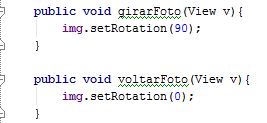 public void girarFoto(View v){
    img.setRotation(90);
}
public void voltarFoto(View v){
    img.setRotation(0);
}